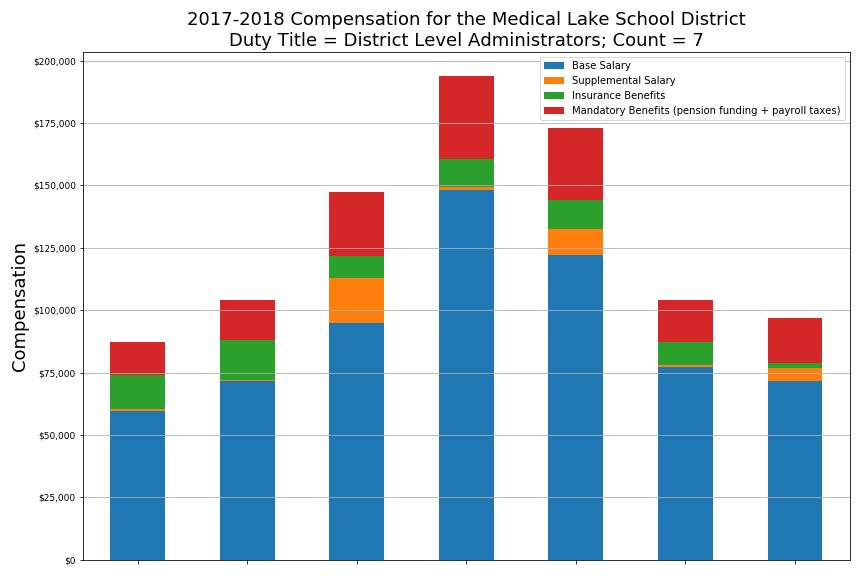 2017-2018 Compensation for the Medical Lake School District
Duty Title = District Level Administrators; Count = 7
Base Salary
Supplemental Salary
Insurance Benefits
Mandatory Benefits (pension funding + payroll taxes)
$200,000
$175,000
$150,000
$125,000
$100,000
$75,000
$50,000
$25,000
$0
Compensation